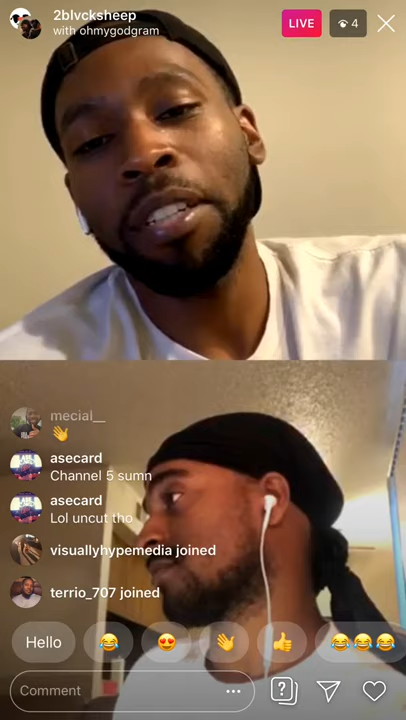 2blvcksheep
with ohmygodgram
LIVE
4
mecial__
👋
asecard
Channel 5 sumn
asecard
Lol uncut tho
visuallyhypemedia joined
terrio_707 joined
Hello 😂 😍 👋 👍 😂😂😂
Comment